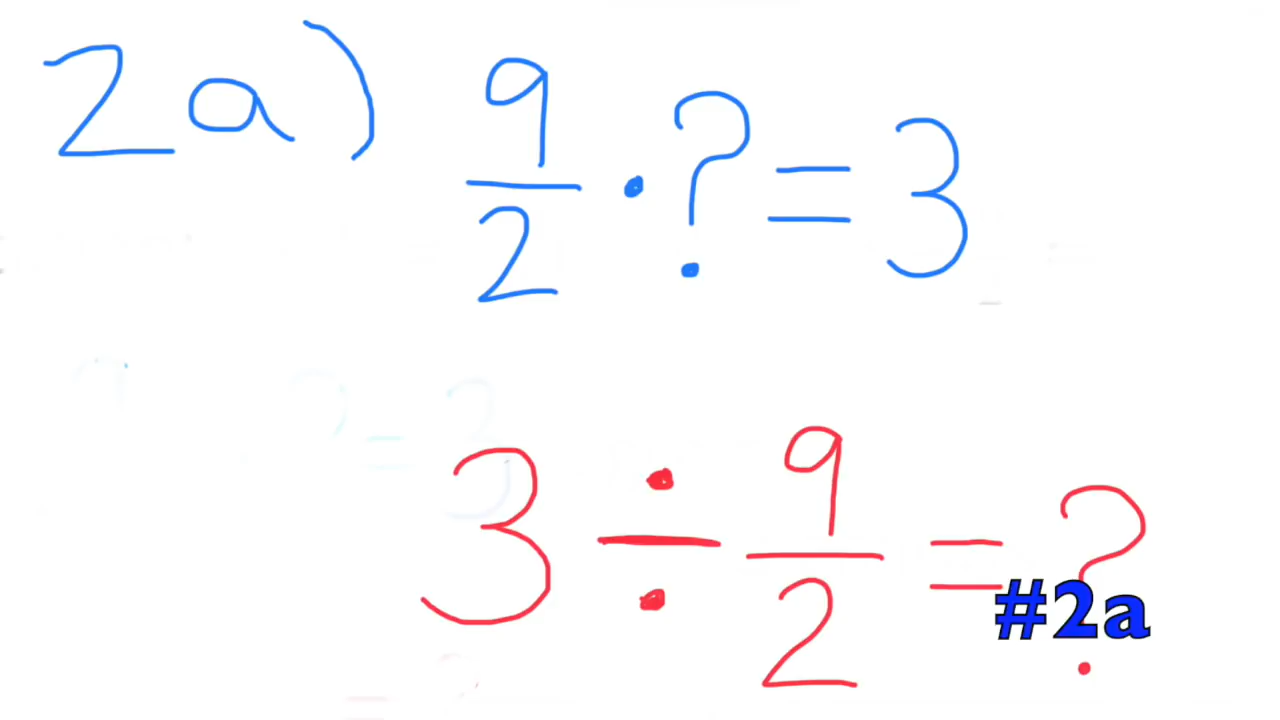 2a) 9/2 · ? = 3
3 ÷ 9/2 = ?
#2a